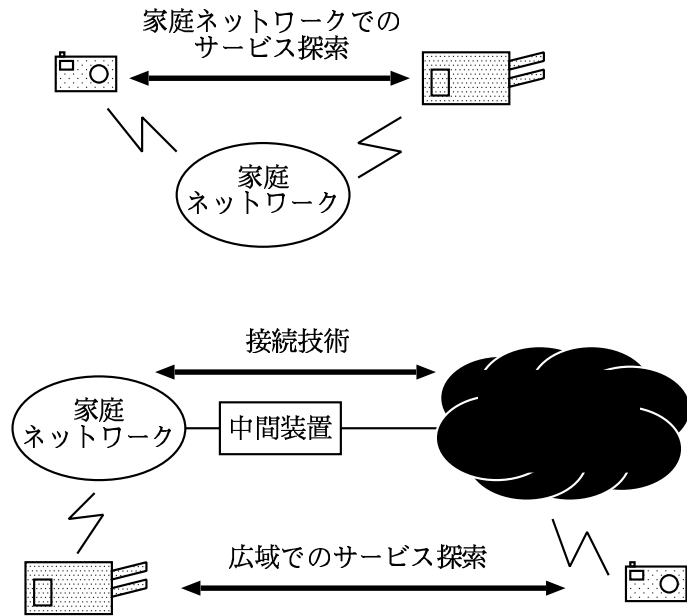 家庭ネットワークでの
サービス探索
家庭
ネットワーク
接続技術
家庭
ネットワーク
中間装置
広域でのサービス探索